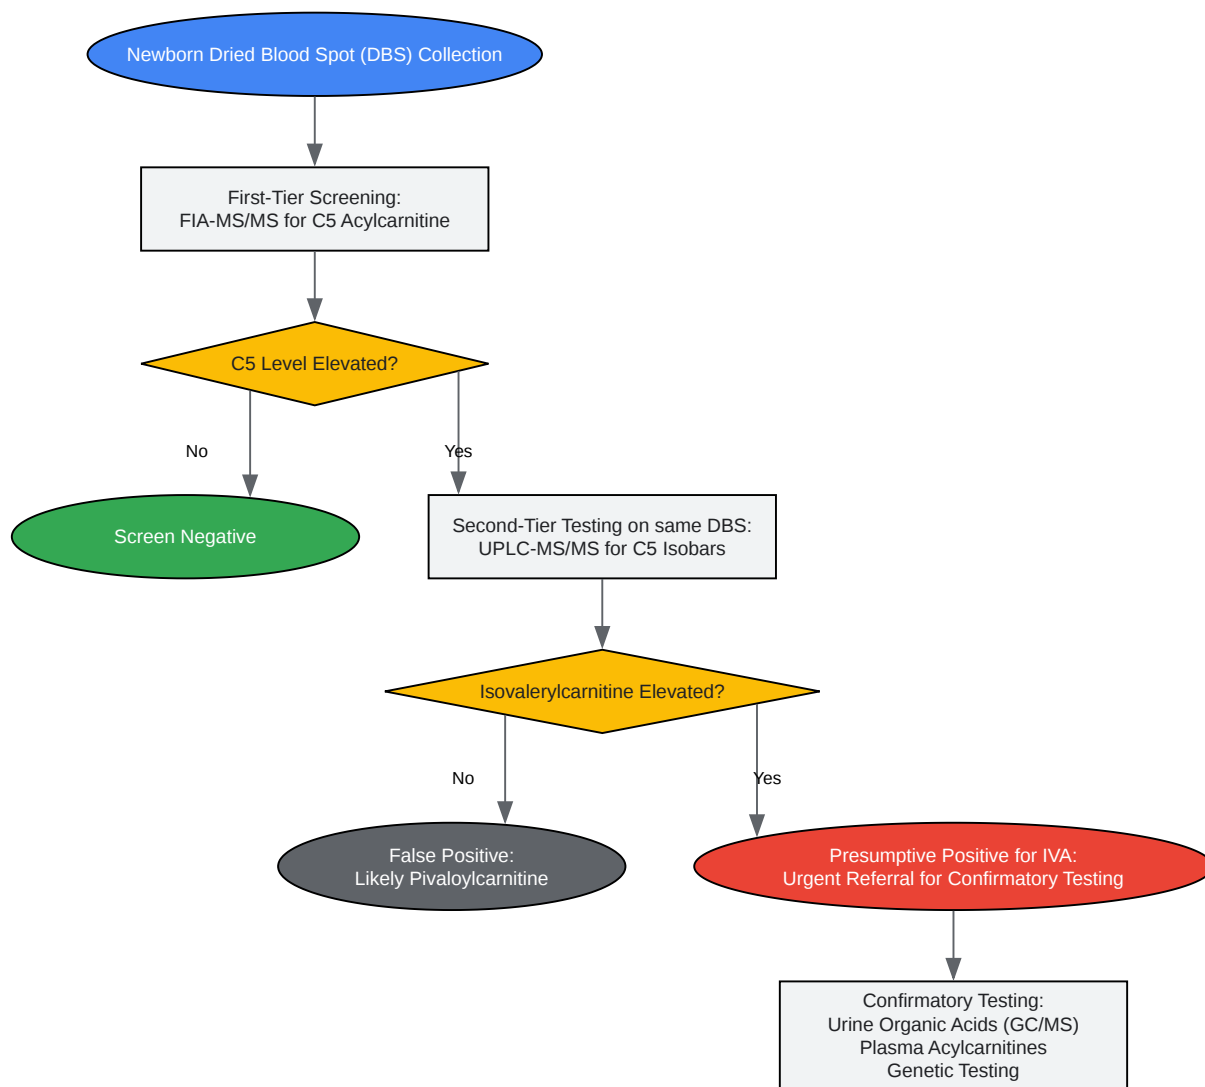 Newborn Dried Blood Spot (DBS) Collection
First-Tier Screening:
FIA-MS/MS for C5 Acylcarnitine
C5 Level Elevated?
No
Yes
Screen Negative
Second-Tier Testing on same DBS:
UPLC-MS/MS for C5 Isobars
Isovalerylcarnitine Elevated?
No
Yes
False Positive:
Likely Pivaloylcarnitine
Presumptive Positive for IVA:
Urgent Referral for Confirmatory Testing
Confirmatory Testing:
Urine Organic Acids (GC/MS)
Plasma Acylcarnitines
Genetic Testing